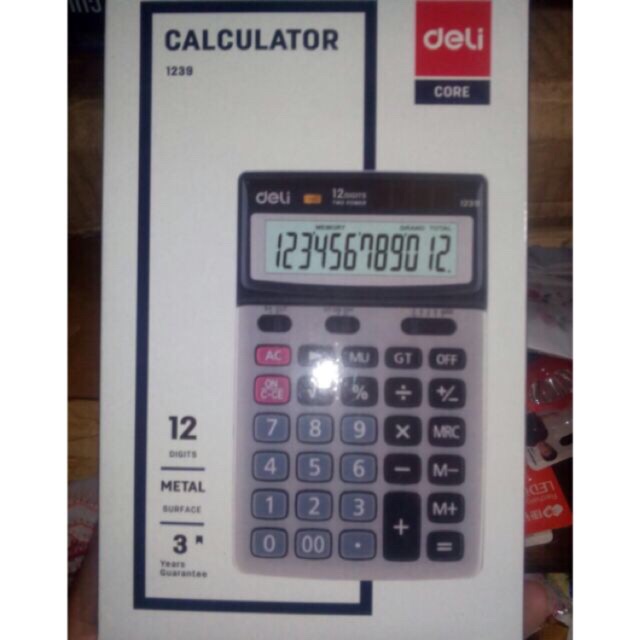 CALCULATOR
1239
deli
CORE
deli
12 DIGITS
TWO POWER
1239
MEMORY
GRAND TOTAL
123456789012.
AC
MU
GT
OFF
ON
C·CE
√
%
÷
+/−
7
8
9
×
MRC
4
5
6
−
M−
1
2
3
+
M+
0
00
·
=
12
DIGITS
METAL
SURFACE
3
Years
Guarantee
LED